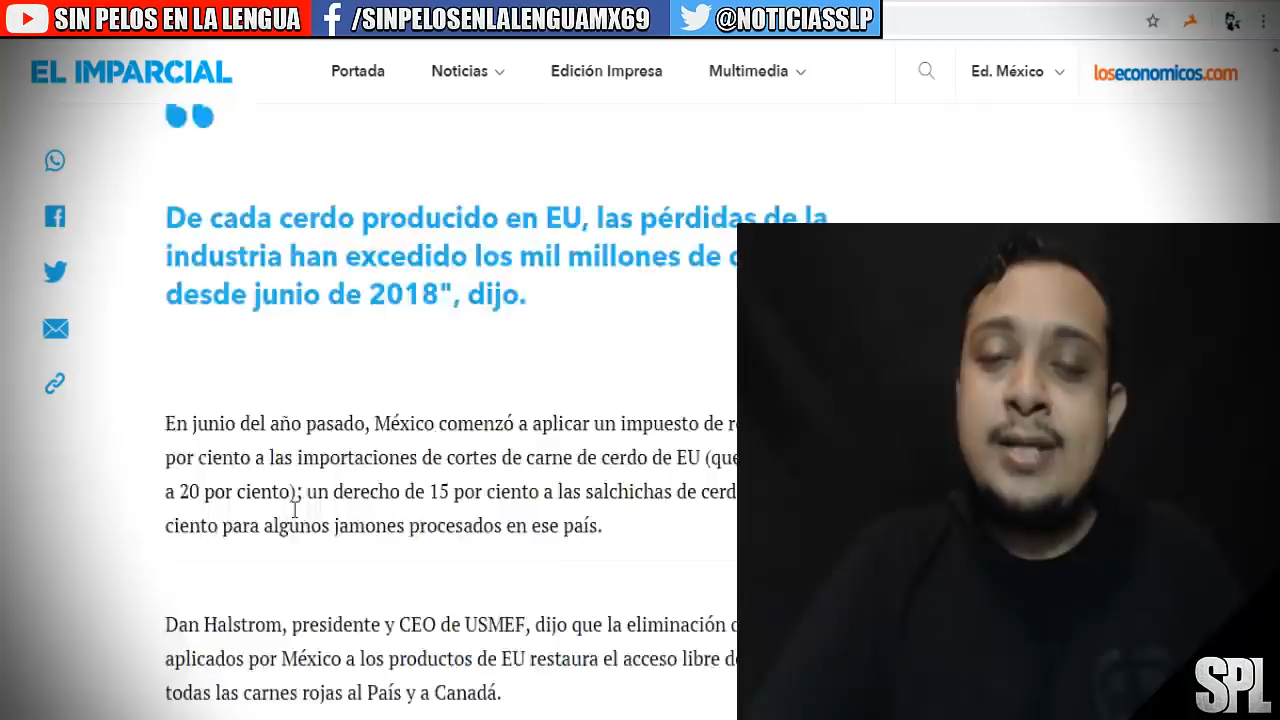 SIN PELOS EN LA LENGUA
/SINPELOSENLALENGUAMX69
@NOTICIASSLP
EL IMPARCIAL
Portada
Noticias
Edición Impresa
Multimedia
Ed. México
loseconomicos.com
De cada cerdo producido en EU, las pérdidas de la
industria han excedido los mil millones de
desde junio de 2018", dijo.
En junio del año pasado, México comenzó a aplicar un impuesto de
por ciento a las importaciones de cortes de carne de cerdo de EU (que
a 20 por ciento); un derecho de 15 por ciento a las salchichas de
ciento para algunos jamones procesados en ese país.
Dan Halstrom, presidente y CEO de USMEF, dijo que la eliminación
aplicados por México a los productos de EU restaura el acceso libre
todas las carnes rojas al País y a Canadá.
SPL